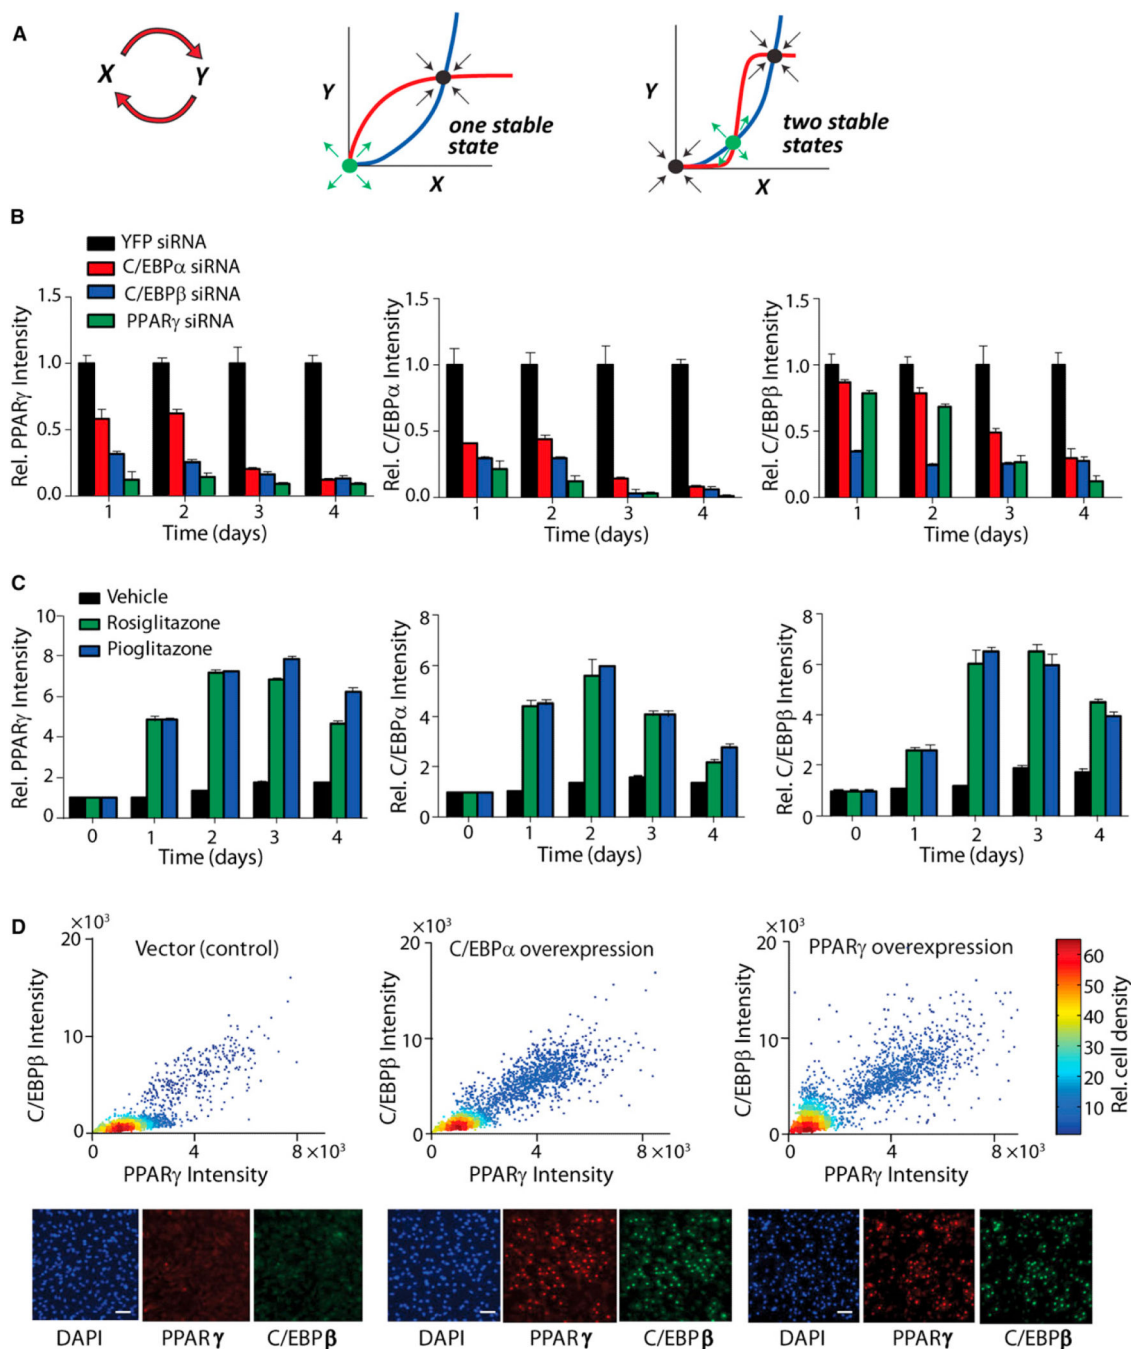 A
X
Y
Y
one stable
state
X
Y
two stable
states
X
B
YFP siRNA
C/EBPα siRNA
C/EBPβ siRNA
PPARγ siRNA
Rel. PPARγ Intensity
1.5
1.0
0.5
0.0
1 2 3 4
Time (days)
Rel. C/EBPα Intensity
1.5
1.0
0.5
0.0
1 2 3 4
Time (days)
Rel. C/EBPβ Intensity
1.5
1.0
0.5
0.0
1 2 3 4
Time (days)
C
Vehicle
Rosiglitazone
Pioglitazone
Rel. PPARγ Intensity
10
8
6
4
2
0
0 1 2 3 4
Time (days)
Rel. C/EBPα Intensity
8
6
4
2
0
0 1 2 3 4
Time (days)
Rel. C/EBPβ Intensity
8
6
4
2
0
0 1 2 3 4
Time (days)
D
×10³
20
10
0
C/EBPβ Intensity
Vector (control)
0 4 8 ×10³
PPARγ Intensity
×10³
20
10
0
C/EBPβ Intensity
C/EBPα overexpression
0 4 8 ×10³
PPARγ Intensity
×10³
20
10
0
C/EBPβ Intensity
PPARγ overexpression
0 4 8 ×10³
PPARγ Intensity
60
50
40
30
20
10
Rel. cell density
DAPI PPARγ C/EBPβ
DAPI PPARγ C/EBPβ
DAPI PPARγ C/EBPβ